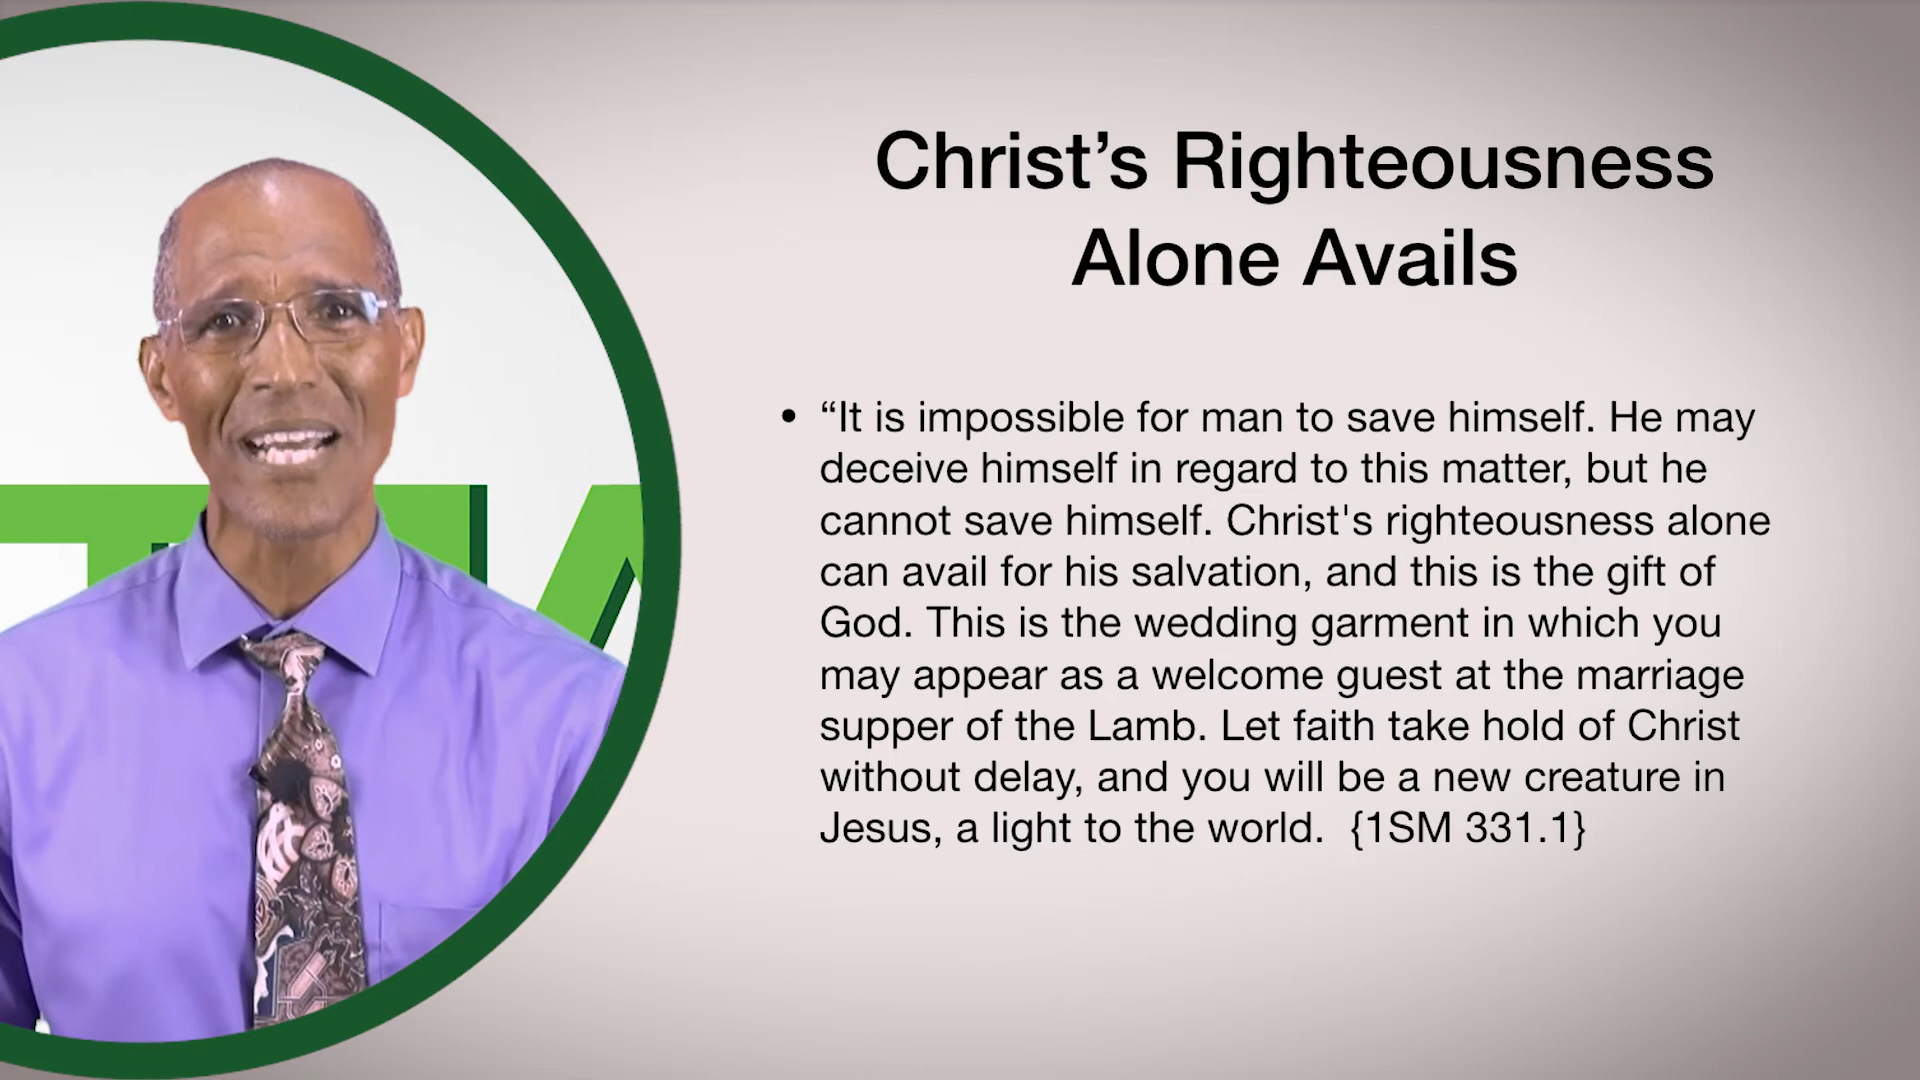 Christ’s Righteousness
Alone Avails
• “It is impossible for man to save himself. He may
deceive himself in regard to this matter, but he
cannot save himself. Christ's righteousness alone
can avail for his salvation, and this is the gift of
God. This is the wedding garment in which you
may appear as a welcome guest at the marriage
supper of the Lamb. Let faith take hold of Christ
without delay, and you will be a new creature in
Jesus, a light to the world.  {1SM 331.1}